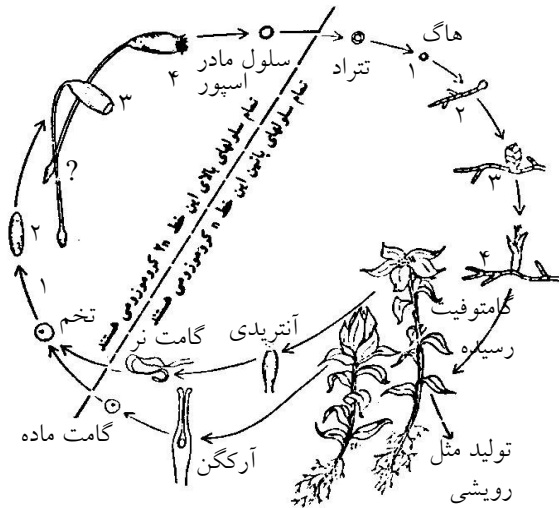 هاگ
۱
تتراد
سلول مادر
اسپور
۴
۳
?
۲
۱
تخم
۲
۳
۴
تمام سلولهای بالای این خط ۲n کروموزومی هستند
تمام سلولهای پائین این خط n کروموزومی هستند
گامتوفیت
رسیده
آنتریدی
گامت نر
گامت ماده
آرکگن
تولید مثل
رویشی